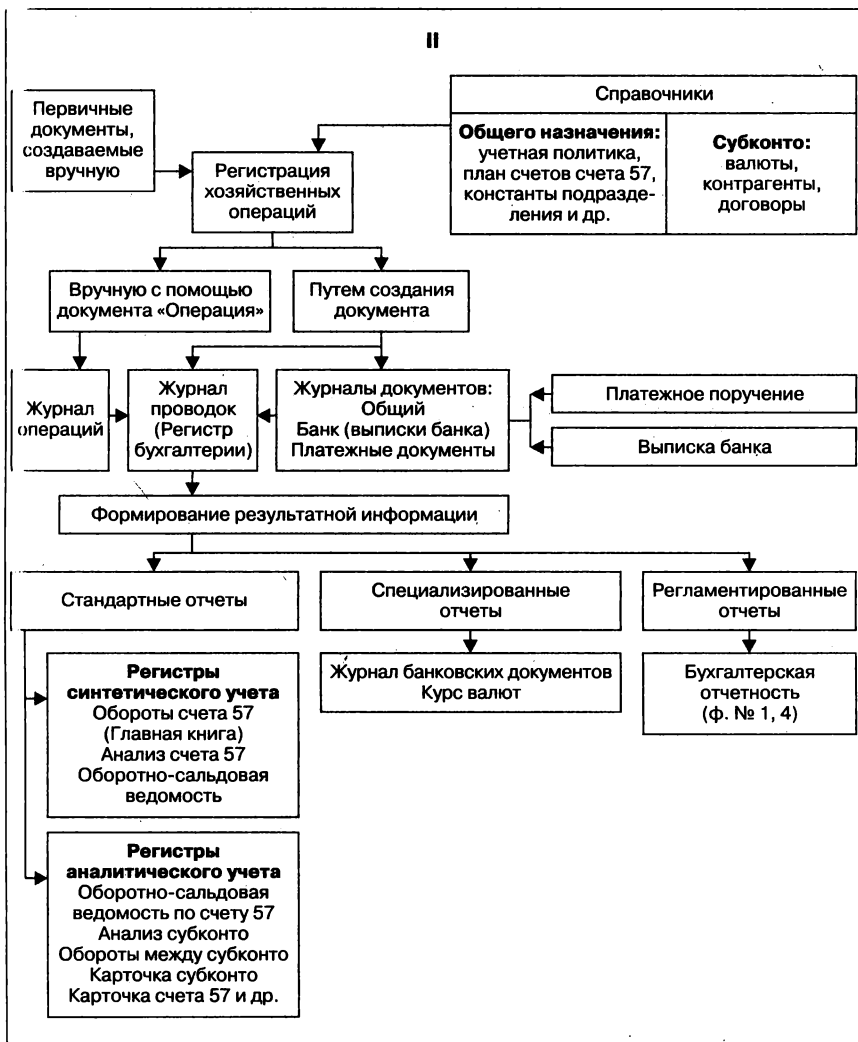 II
Первичные
документы,
создаваемые
вручную
Справочники
Общего назначения:
учетная политика,
план счетов счета 57,
константы подразде-
ления и др.
Субконто:
валюты,
контрагенты,
договоры
Регистрация
хозяйственных
операций
Вручную с помощью
документа «Операция»
Путем создания
документа
Журнал
операций
Журнал
проводок
(Регистр
бухгалтерии)
Журналы документов:
Общий
Банк (выписки банка)
Платежные документы
Платежное поручение
Выписка банка
Формирование результатной информации
Стандартные отчеты
Специализированные
отчеты
Регламентированные
отчеты
Регистры
синтетического учета
Обороты счета 57
(Главная книга)
Анализ счета 57
Оборотно-сальдовая
ведомость
Журнал банковских документов
Курс валют
Бухгалтерская
отчетность
(ф. № 1, 4)
Регистры
аналитического учета
Оборотно-сальдовая
ведомость по счету 57
Анализ субконто
Обороты между субконто
Карточка субконто
Карточка счета 57 и др.